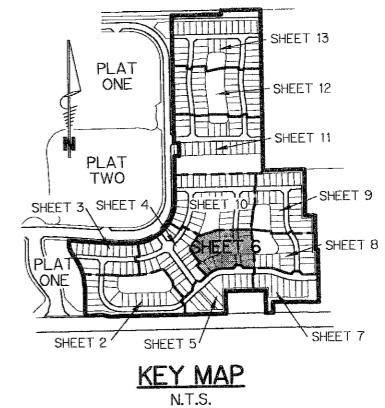 SHEET 13
PLAT
ONE
SHEET 12
N
SHEET 11
PLAT
TWO
SHEET 9
SHEET 3
SHEET 4
SHEET 10
SHEET 6
SHEET 8
PLAT
ONE
SHEET 2
SHEET 5
SHEET 7
KEY MAP
N.T.S.